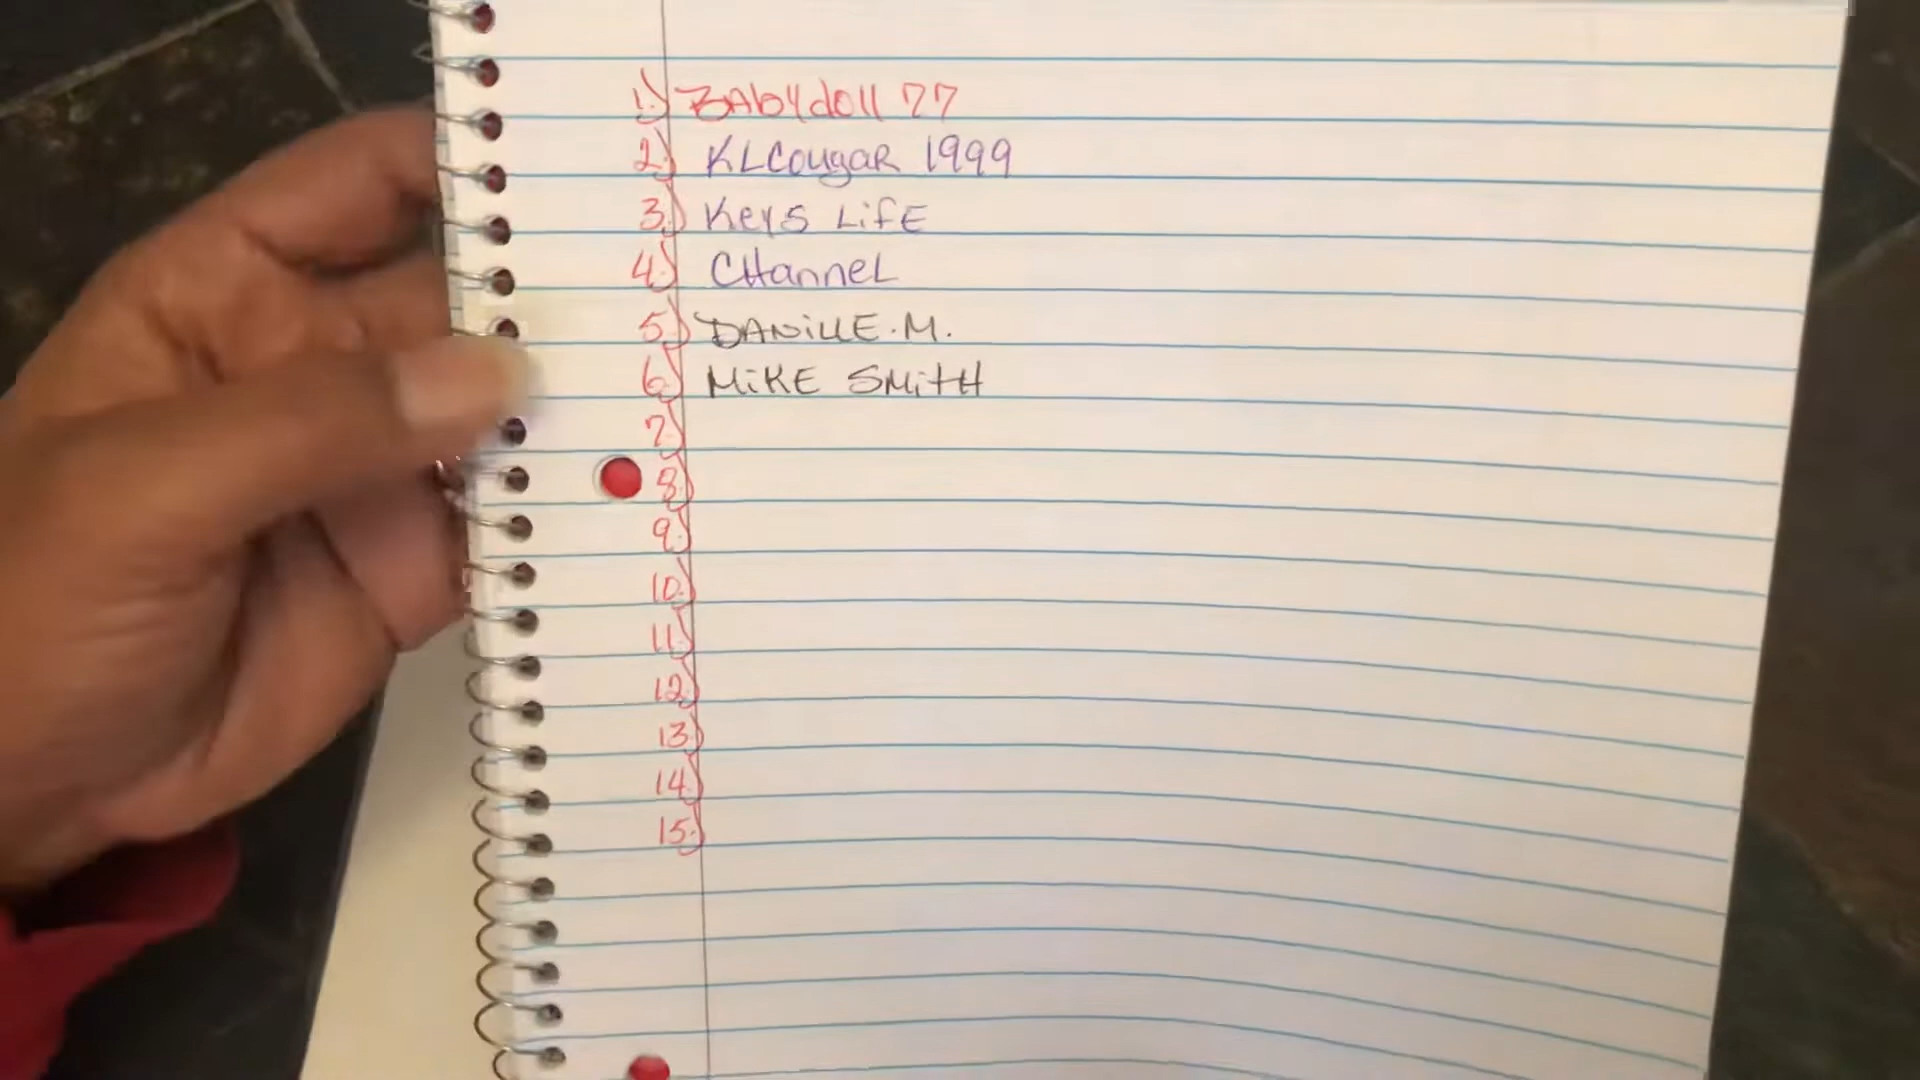 1.) BAbydoll 77
2.) KLCougaR 1999
3.) Keys LifE
4.) CHanneL
5.) DANiLLE.M.
6.) MiKE SMitH
7.)
8.)
9.)
10.)
11.)
12.)
13.)
14.)
15.)